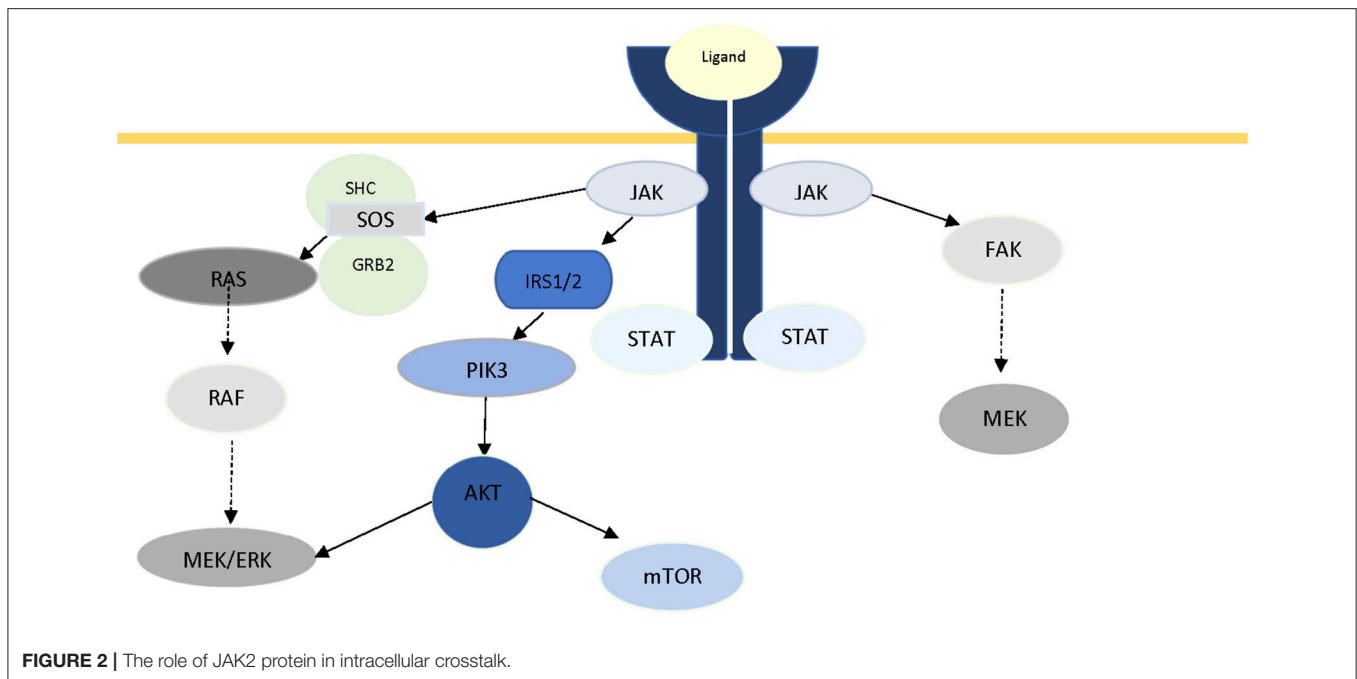 Ligand
SHC
JAK
JAK
SOS
FAK
GRB2
RAS
IRS1/2
STAT
STAT
PIK3
RAF
MEK
AKT
MEK/ERK
mTOR
FIGURE 2 | The role of JAK2 protein in intracellular crosstalk.